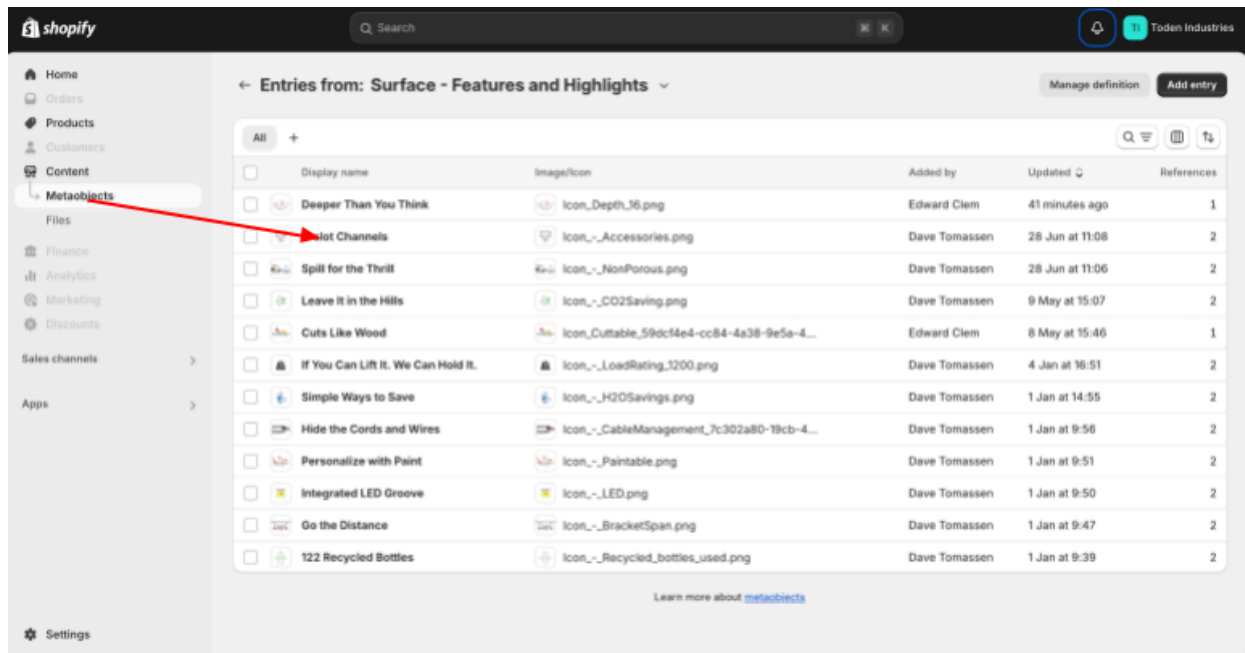 shopify
Search
⌘ K
TI
Toden Industries
Home
Orders
Products
Customers
Content
Metaobjects
Files
Finance
Analytics
Marketing
Discounts
Sales channels
Apps
Settings
← Entries from: Surface - Features and Highlights
Manage definition
Add entry
All +
Display name Image/Icon Added by Updated References
Deeper Than You Think Icon_Depth_16.png Edward Clem 41 minutes ago 1
Channels Icon_-_Accessories.png Dave Tomassen 28 Jun at 11:08 2
Spill for the Thrill Icon_-_NonPorous.png Dave Tomassen 28 Jun at 11:06 2
Leave It in the Hills Icon_-_CO2Saving.png Dave Tomassen 9 May at 15:07 2
Cuts Like Wood Icon_Cuttable_59dcf4e4-cc84-4a38-9e5a-4... Edward Clem 8 May at 15:46 1
If You Can Lift It. We Can Hold It. Icon_-_LoadRating_1200.png Dave Tomassen 4 Jan at 16:51 2
Simple Ways to Save Icon_-_H2OSavings.png Dave Tomassen 1 Jan at 14:55 2
Hide the Cords and Wires Icon_-_CableManagement_7c302a80-19cb-4... Dave Tomassen 1 Jan at 9:56 2
Personalize with Paint Icon_-_Paintable.png Dave Tomassen 1 Jan at 9:51 2
Integrated LED Groove Icon_-_LED.png Dave Tomassen 1 Jan at 9:50 2
Go the Distance Icon_-_BracketSpan.png Dave Tomassen 1 Jan at 9:47 2
122 Recycled Bottles Icon_-_Recycled_bottles_used.png Dave Tomassen 1 Jan at 9:39 2
Learn more about metaobjects